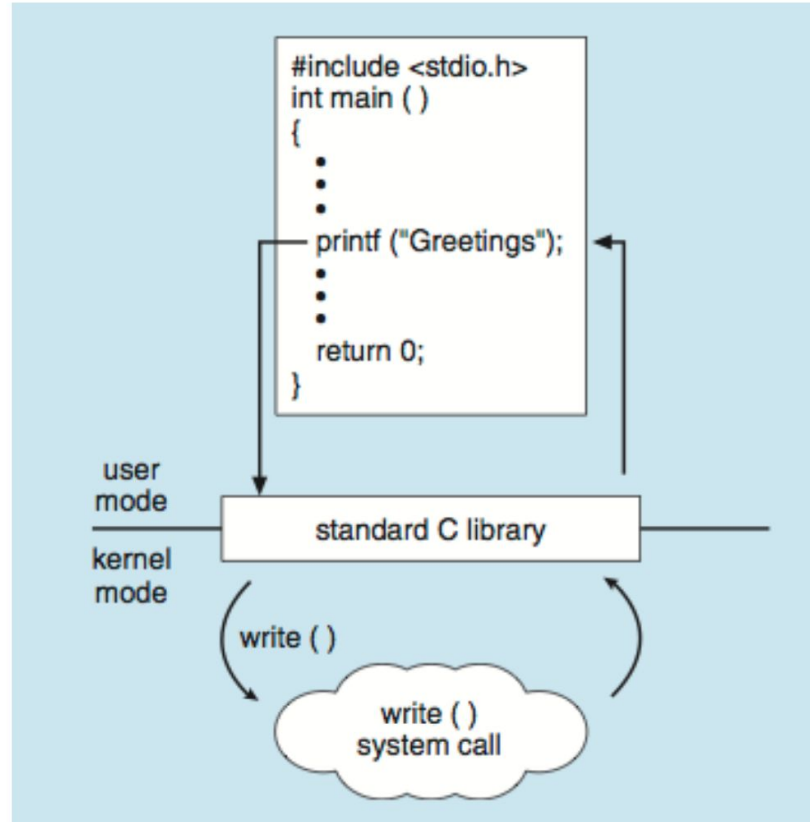 #include <stdio.h>
int main ( )
{
•
•
•
printf ("Greetings");
•
•
•
return 0;
}
user
mode
standard C library
kernel
mode
write ( )
write ( )
system call